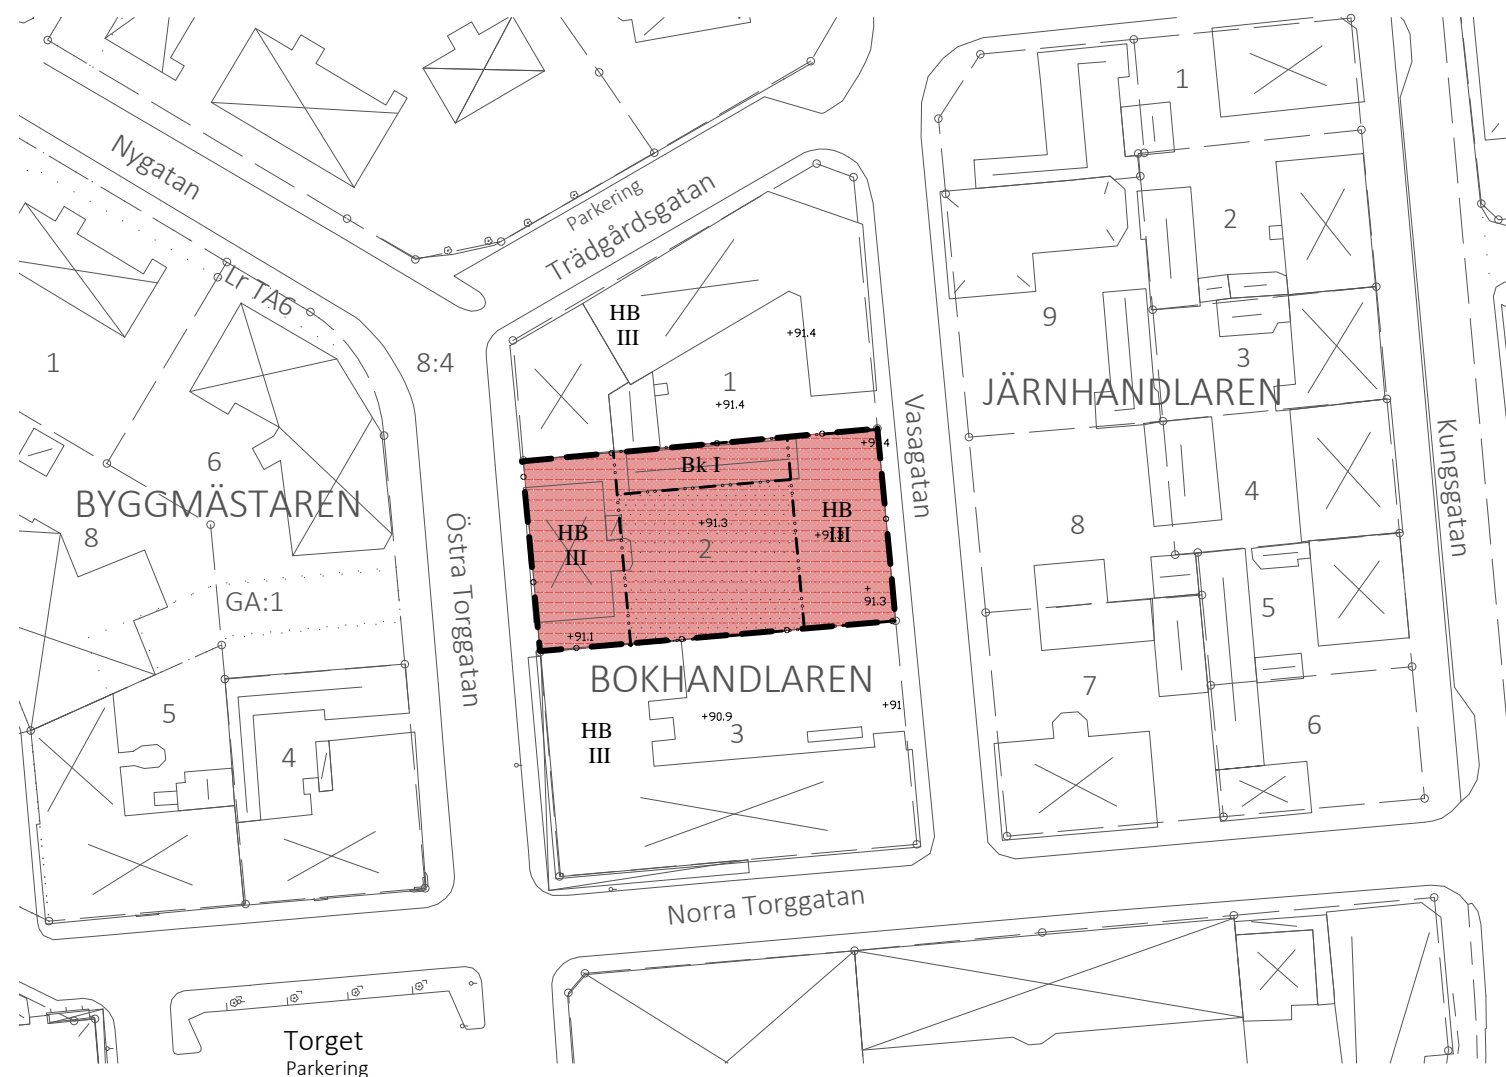 1
Nygatan
Parkering
Trädgårdsgatan
2
Lr TA6
HB
III
9
+91.4
1
8:4
3
1
JÄRNHANDLAREN
+91.4
Vasagatan
Kungsgatan
6
BYGGMÄSTAREN
Bk I
4
HB
III
+91.3
8
8
HB
III
2
Östra Torggatan
GA:1
+
91.3
5
+91.1
BOKHANDLAREN
7
5
+90.9
+91
6
HB
III
3
4
Norra Torggatan
Torget
Parkering